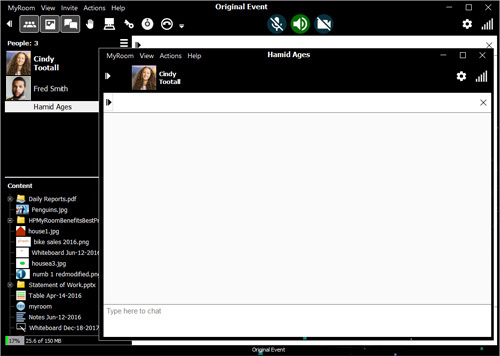 Original Event
MyRoom View Invite Actions Help
People: 3
Cindy
Tootall
Fred Smith
Hamid Ages
Content
Daily Reports.pdf
Penguins.jpg
HPMyRoomBenefitsBestPr
house1.jpg
bike sales 2016.png
Whiteboard Jun-12-2016
housea3.jpg
numb 1 redmodified.png
Statement of Work.pptx
Table Apr-14-2016
myroom
Notes Jun-12-2016
Whiteboard Dec-18-2017
17% 25.6 of 150 MB
Hamid Ages
MyRoom View Actions Help
Cindy
Tootall
Type here to chat
Original Event